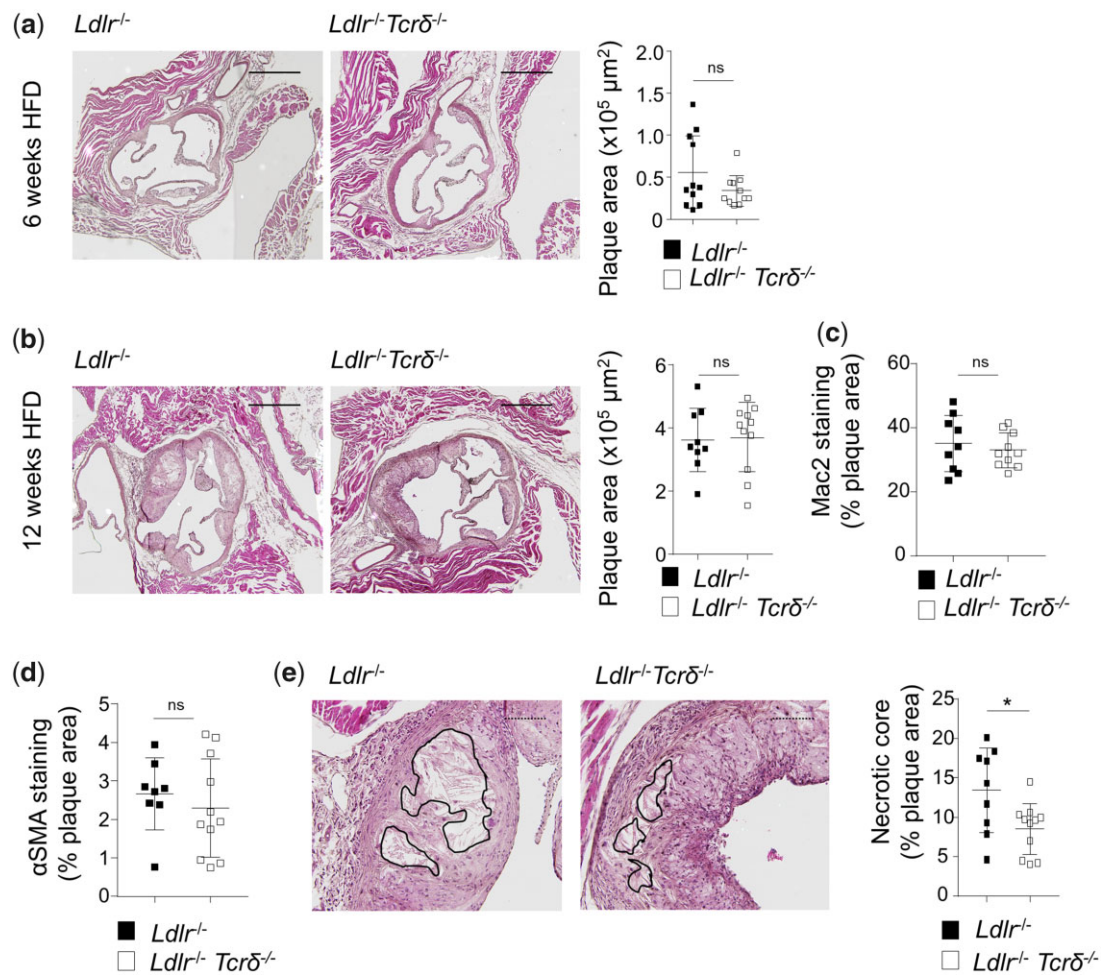 (a)
Ldlr-/-
Ldlr-/-Tcrδ-/-
6 weeks HFD
Plaque area (x10⁵ µm²)
2.0
1.5
1.0
0.5
0
ns
■ Ldlr-/-
□ Ldlr-/- Tcrδ-/-
(b)
Ldlr-/-
Ldlr-/-Tcrδ-/-
12 weeks HFD
Plaque area (x10⁵ µm²)
6
4
2
0
ns
■ Ldlr-/-
□ Ldlr-/- Tcrδ-/-
(c)
Mac2 staining
(% plaque area)
60
40
20
0
ns
■ Ldlr-/-
□ Ldlr-/- Tcrδ-/-
(d)
αSMA staining
(% plaque area)
5
4
3
2
1
0
ns
■ Ldlr-/-
□ Ldlr-/- Tcrδ-/-
(e)
Ldlr-/-
Ldlr-/-Tcrδ-/-
Necrotic core
(% plaque area)
25
20
15
10
5
0
*
■ Ldlr-/-
□ Ldlr-/- Tcrδ-/-